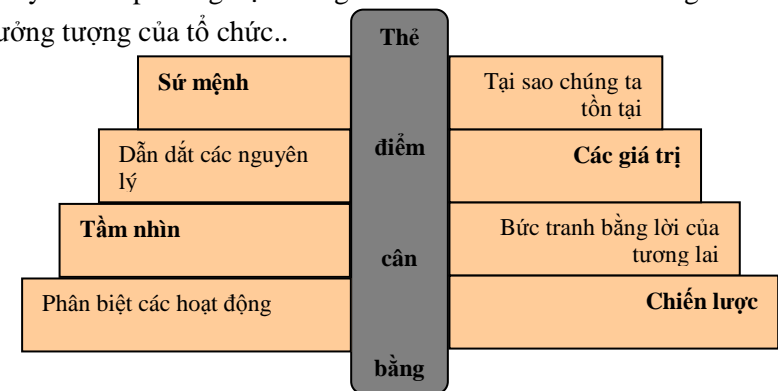 ưởng tượng của tổ chức..
Thẻ
Sứ mệnh
Tại sao chúng ta
tồn tại
điểm
Dẫn dắt các nguyên
lý
Các giá trị
Tầm nhìn
Bức tranh bằng lời của
tương lai
cân
Phân biệt các hoạt động
Chiến lược
bằng